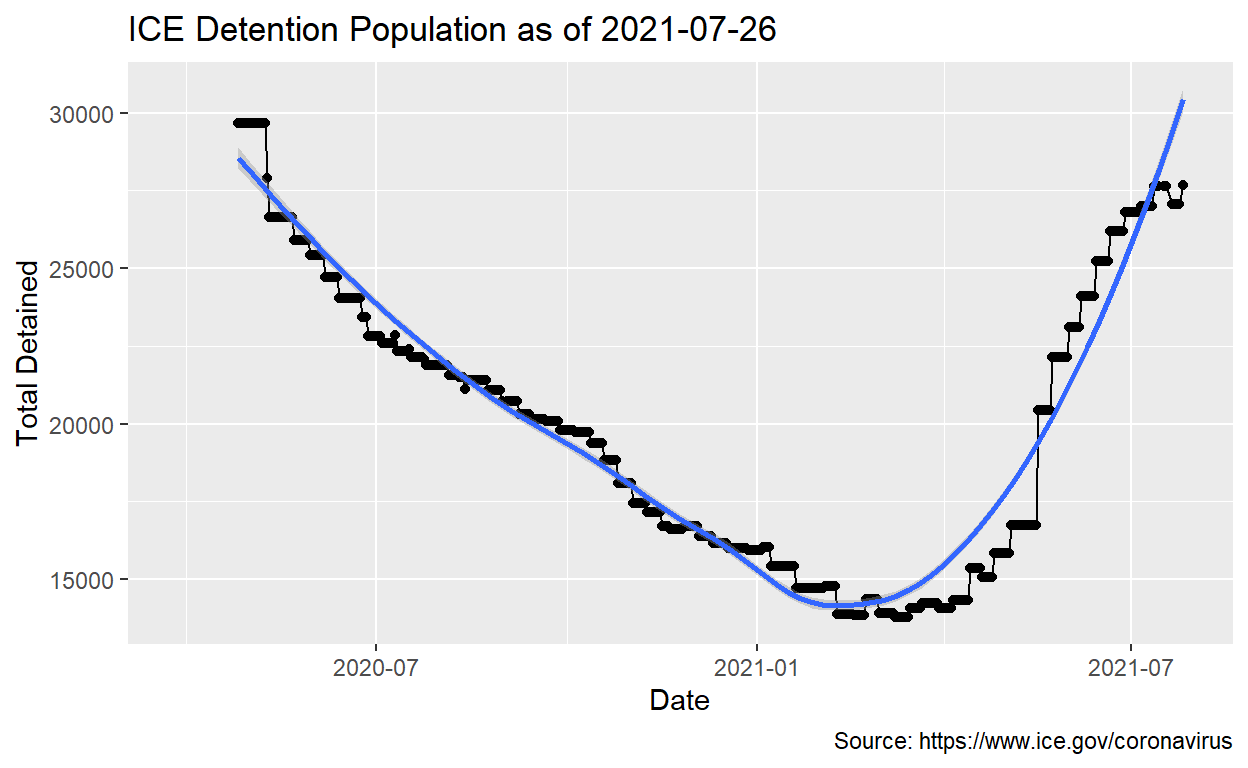 ICE Detention Population as of 2021-07-26
30000
25000
20000
15000
Total Detained
2020-07
2021-01
2021-07
Date
Source: https://www.ice.gov/coronavirus